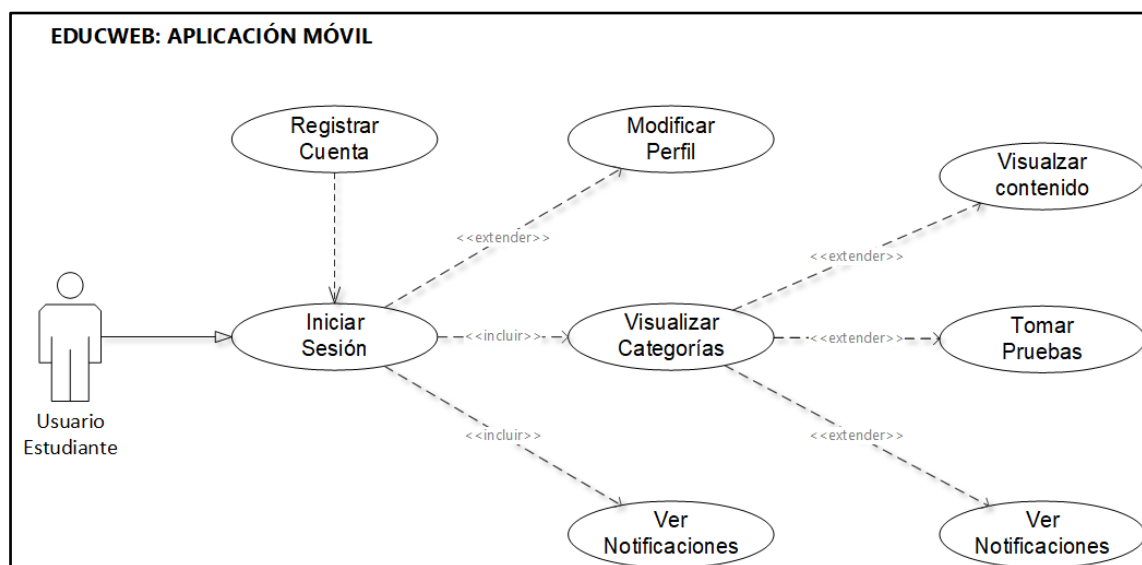 EDUCWEB: APLICACIÓN MÓVIL
Registrar
Cuenta
Modificar
Perfil
Visualzar
contenido
<<extender>>
<<extender>>
Iniciar
Sesión
<<incluir>>
Visualizar
Categorías
<<extender>>
Tomar
Pruebas
Usuario
Estudiante
<<incluir>>
<<extender>>
Ver
Notificaciones
Ver
Notificaciones